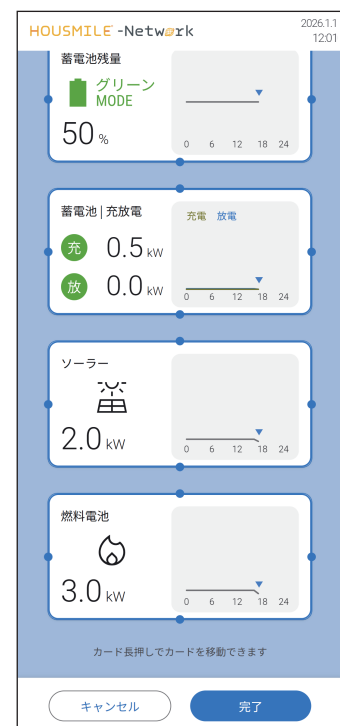 HOUSMILE-Network
2026.1.1
12:01
蓄電池残量
グリーン
MODE
50 %
0 6 12 18 24
蓄電池 | 充放電
充電 放電
充 0.5 kW
放 0.0 kW
0 6 12 18 24
ソーラー
2.0 kW
0 6 12 18 24
燃料電池
3.0 kW
0 6 12 18 24
カード長押しでカードを移動できます
キャンセル
完了